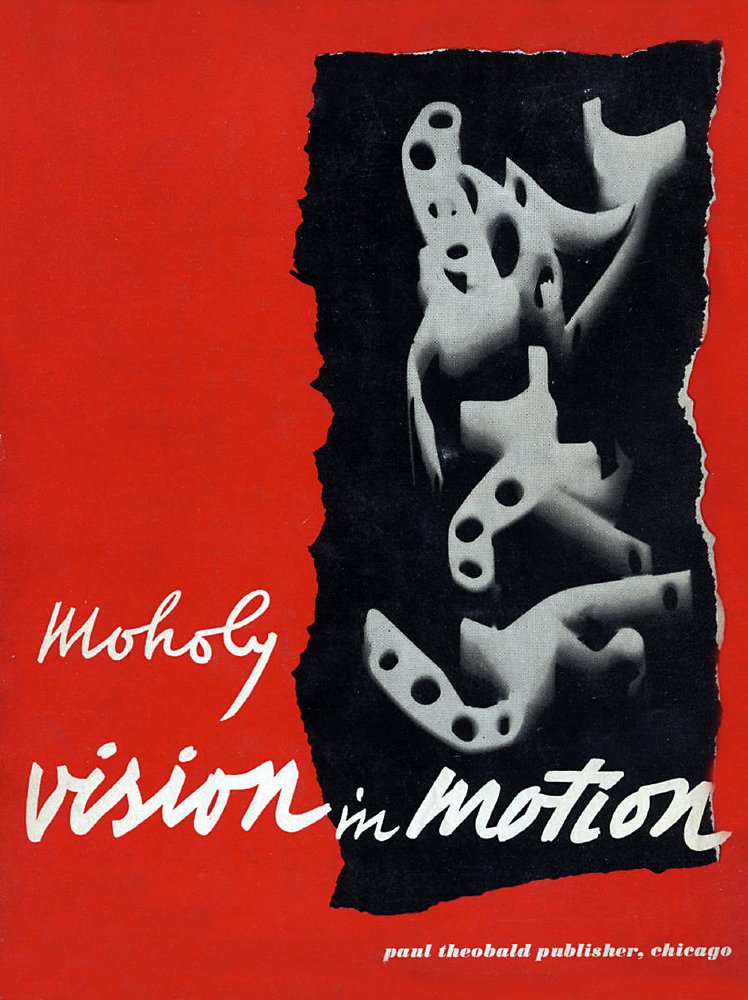 Moholy
vision in motion
paul theobald publisher, chicago